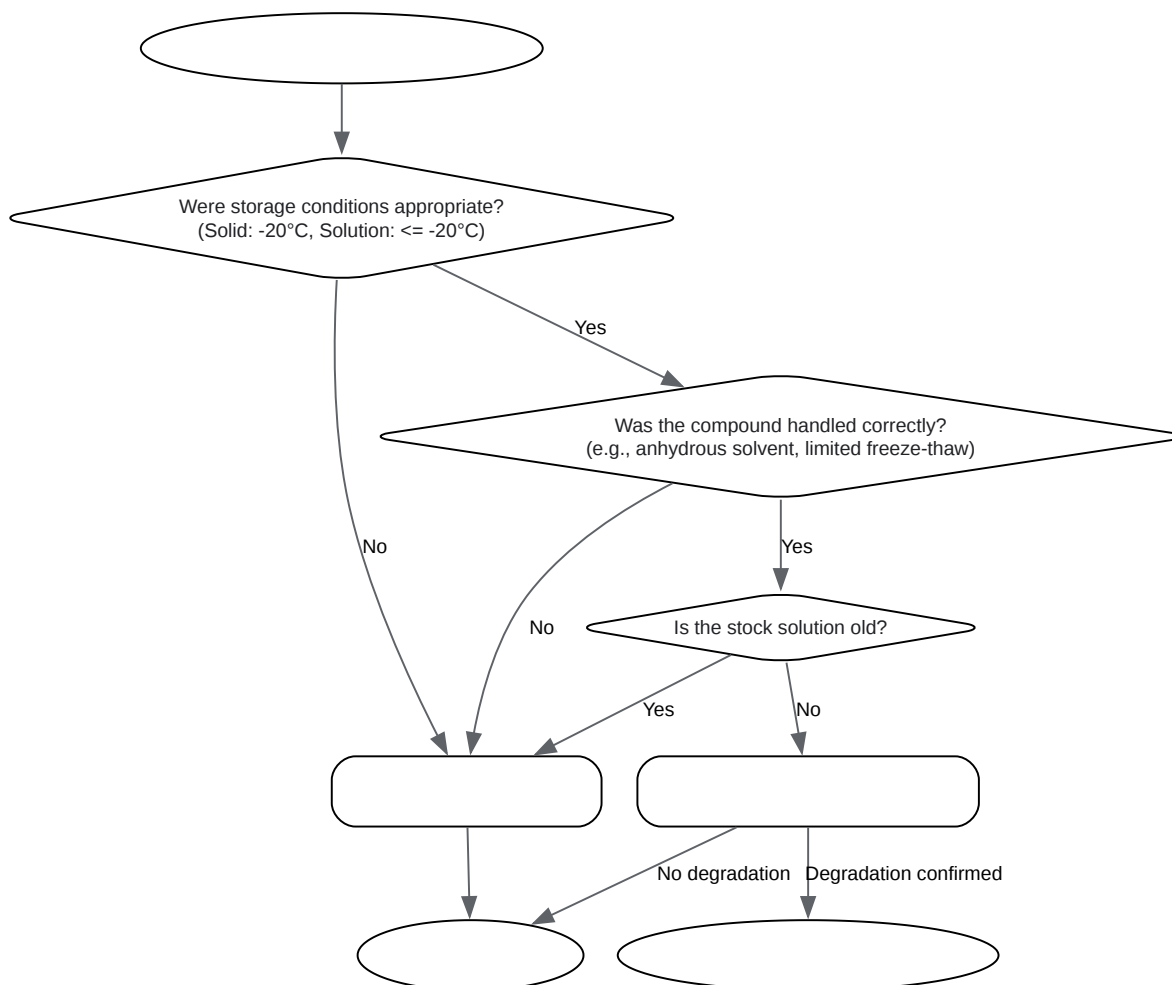 Were storage conditions appropriate?
(Solid: -20°C, Solution: <= -20°C)
Yes
Was the compound handled correctly?
(e.g., anhydrous solvent, limited freeze-thaw)
No
Yes
No
Is the stock solution old?
Yes
No
No degradation
Degradation confirmed